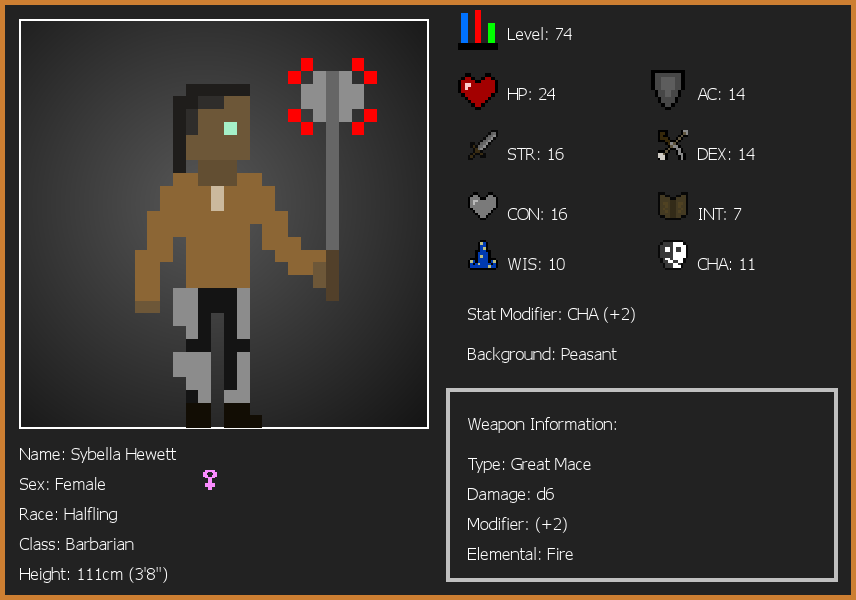 Level: 74
HP: 24
AC: 14
STR: 16
DEX: 14
CON: 16
INT: 7
WIS: 10
CHA: 11
Stat Modifier: CHA (+2)
Background: Peasant
Weapon Information:
Type: Great Mace
Damage: d6
Modifier: (+2)
Elemental: Fire
Name: Sybella Hewett
Sex: Female
Race: Halfling
Class: Barbarian
Height: 111cm (3'8")